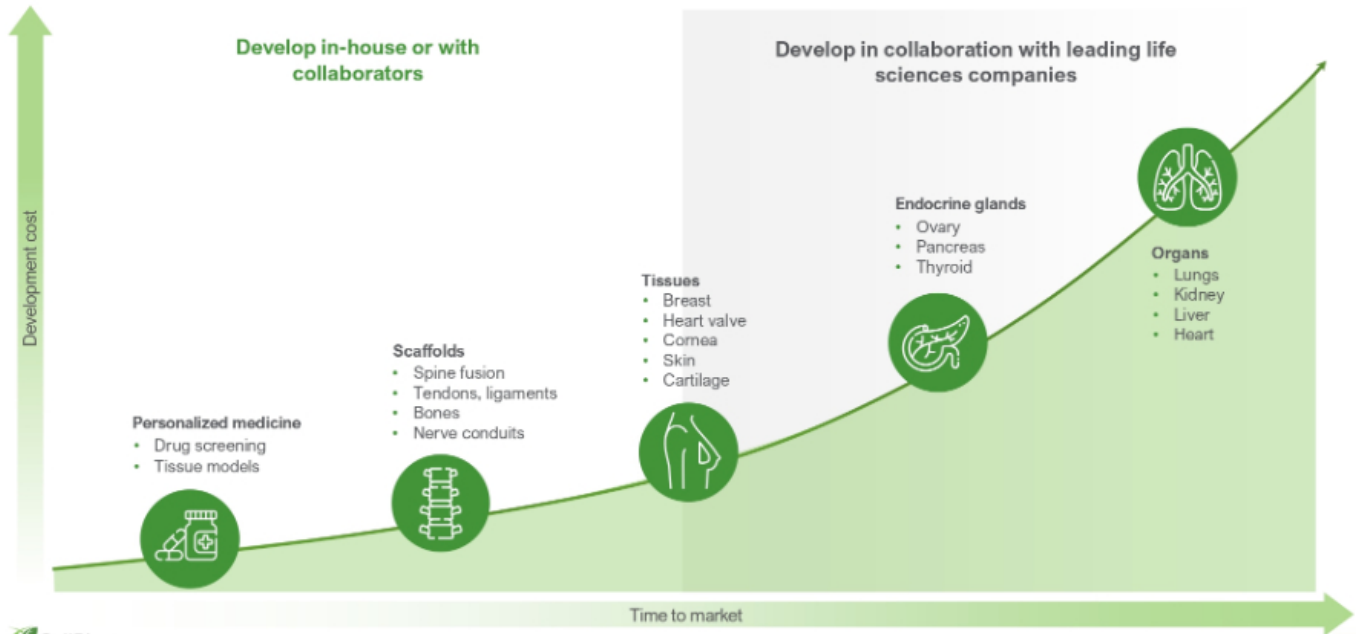 Develop in-house or with
collaborators
Develop in collaboration with leading life
sciences companies
Development cost
Personalized medicine
• Drug screening
• Tissue models
Scaffolds
• Spine fusion
• Tendons, ligaments
• Bones
• Nerve conduits
Tissues
• Breast
• Heart valve
• Cornea
• Skin
• Cartilage
Endocrine glands
• Ovary
• Pancreas
• Thyroid
Organs
• Lungs
• Kidney
• Liver
• Heart
Time to market